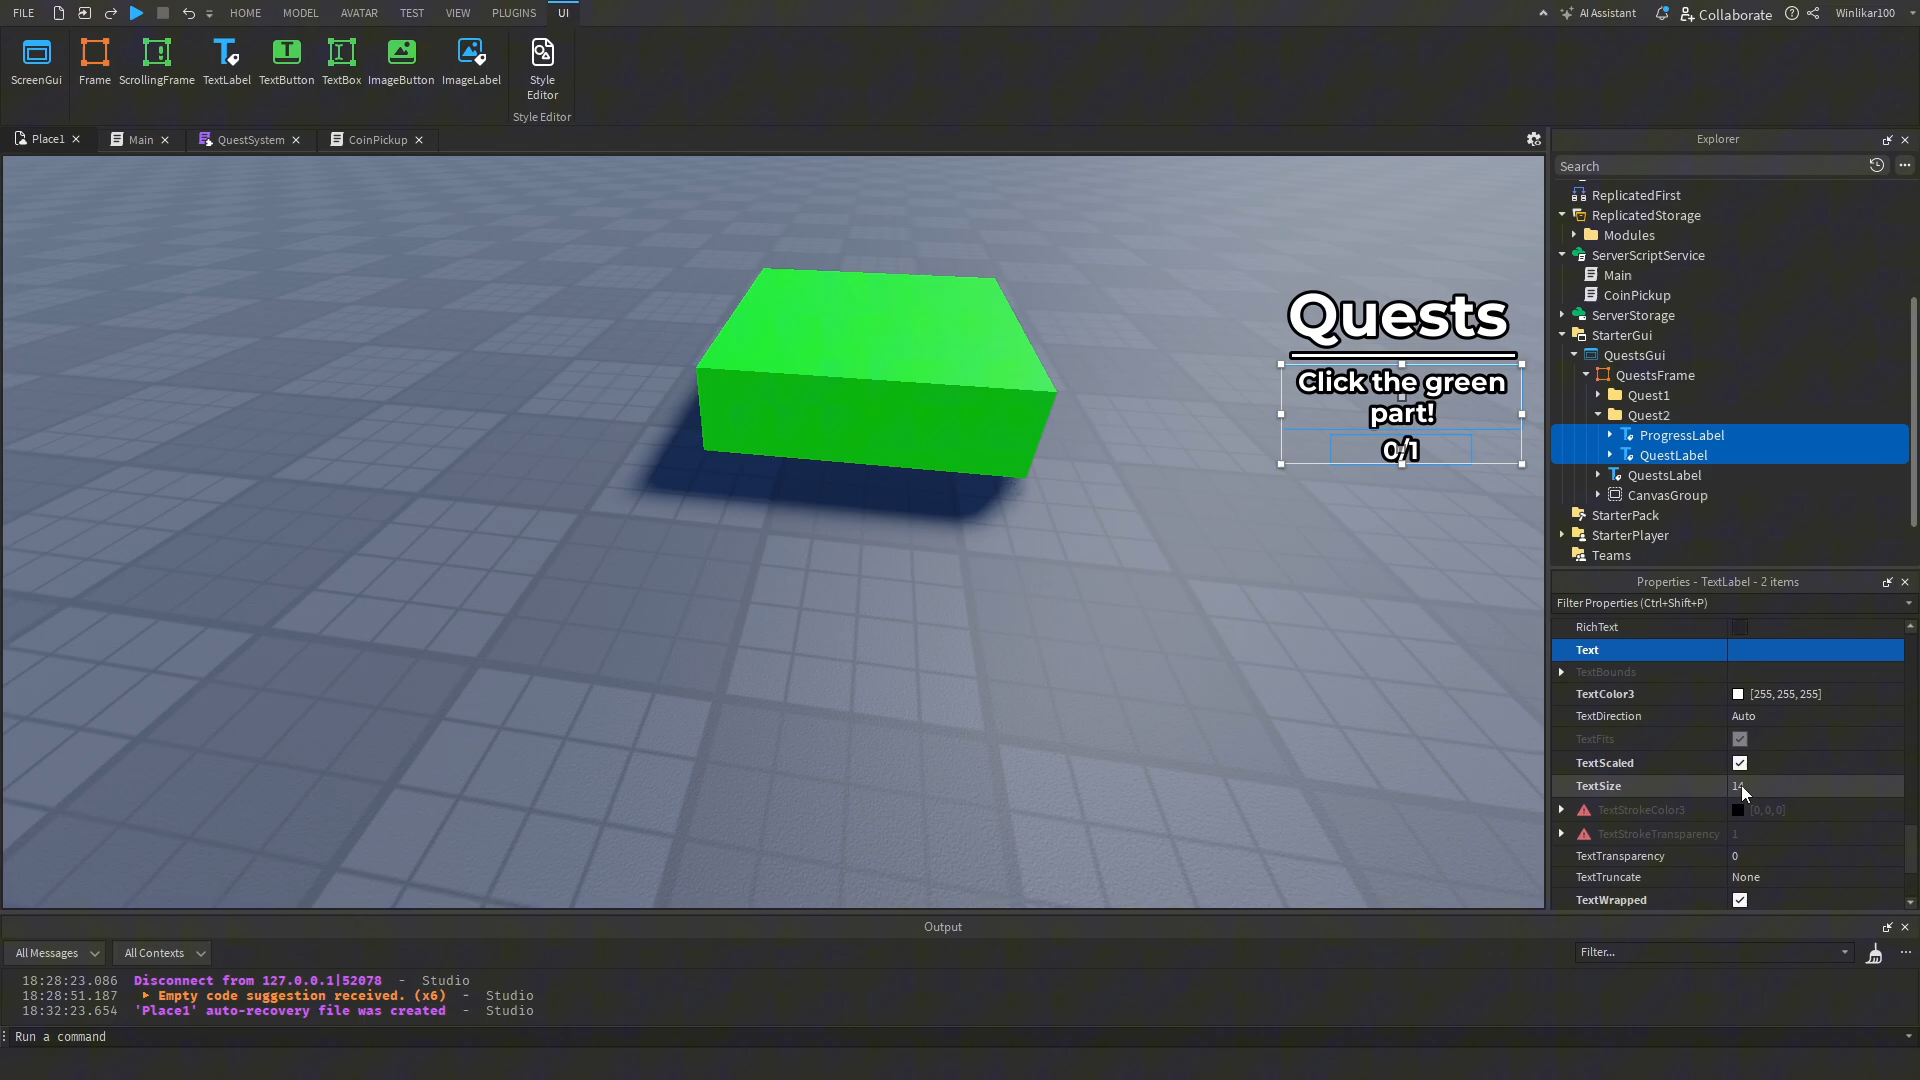 FILE
HOME
MODEL
AVATAR
TEST
VIEW
PLUGINS
UI
AI Assistant
Collaborate
Winlikar100
ScreenGui
Frame
ScrollingFrame
TextLabel
TextButton
TextBox
ImageButton
ImageLabel
Style
Editor
Style Editor
Place1
Main
QuestSystem
CoinPickup
Quests
Click the green
part!
0/1
Explorer
Search
ReplicatedFirst
ReplicatedStorage
Modules
ServerScriptService
Main
CoinPickup
ServerStorage
StarterGui
QuestsGui
QuestsFrame
Quest1
Quest2
ProgressLabel
QuestLabel
QuestsLabel
CanvasGroup
StarterPack
StarterPlayer
Teams
Properties - TextLabel - 2 items
Filter Properties (Ctrl+Shift+P)
RichText
Text
TextBounds
TextColor3 [255, 255, 255]
TextDirection Auto
TextFits
TextScaled
TextSize 14
TextStrokeColor3 [0, 0, 0]
TextStrokeTransparency 1
TextTransparency 0
TextTruncate None
TextWrapped
Output
All Messages
All Contexts
Filter...
18:28:23.086 Disconnect from 127.0.0.1|52078 - Studio
18:28:51.187 Empty code suggestion received. (x6) - Studio
18:32:23.654 'Place1' auto-recovery file was created - Studio
Run a command